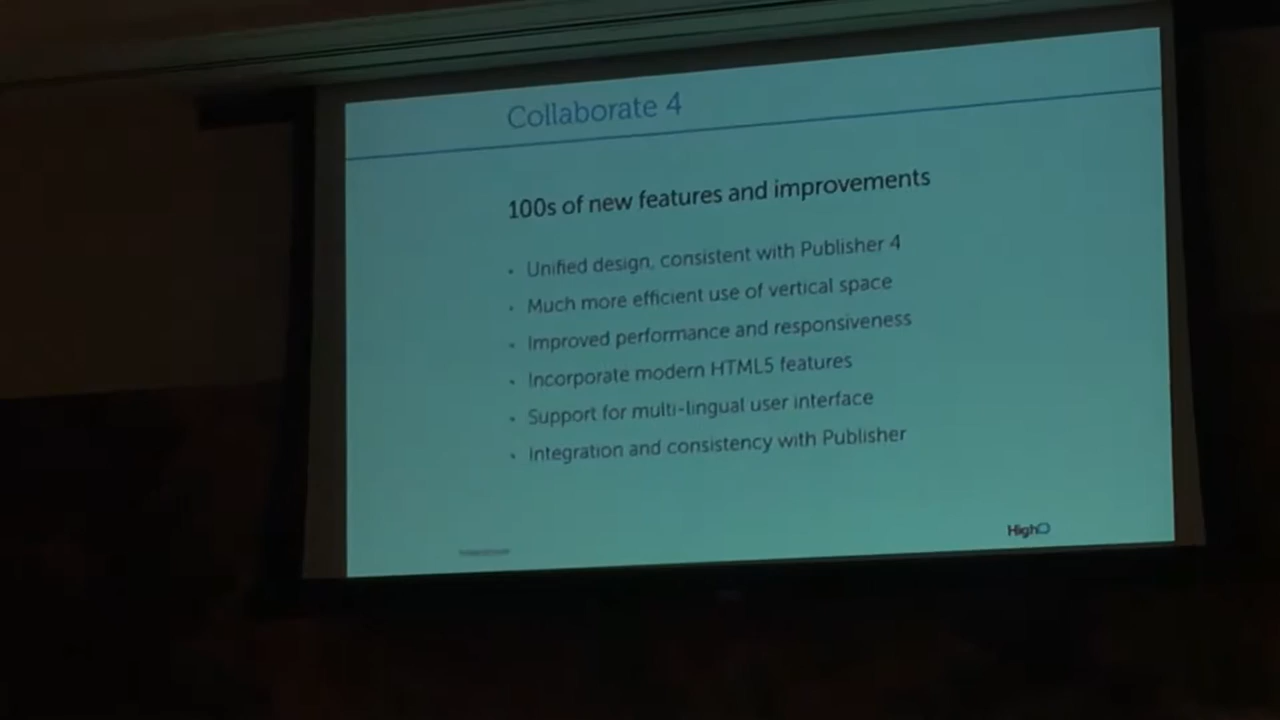 Collaborate 4
100s of new features and improvements
• Unified design, consistent with Publisher 4
• Much more efficient use of vertical space
• Improved performance and responsiveness
• Incorporate modern HTML5 features
• Support for multi-lingual user interface
• Integration and consistency with Publisher
HighQ